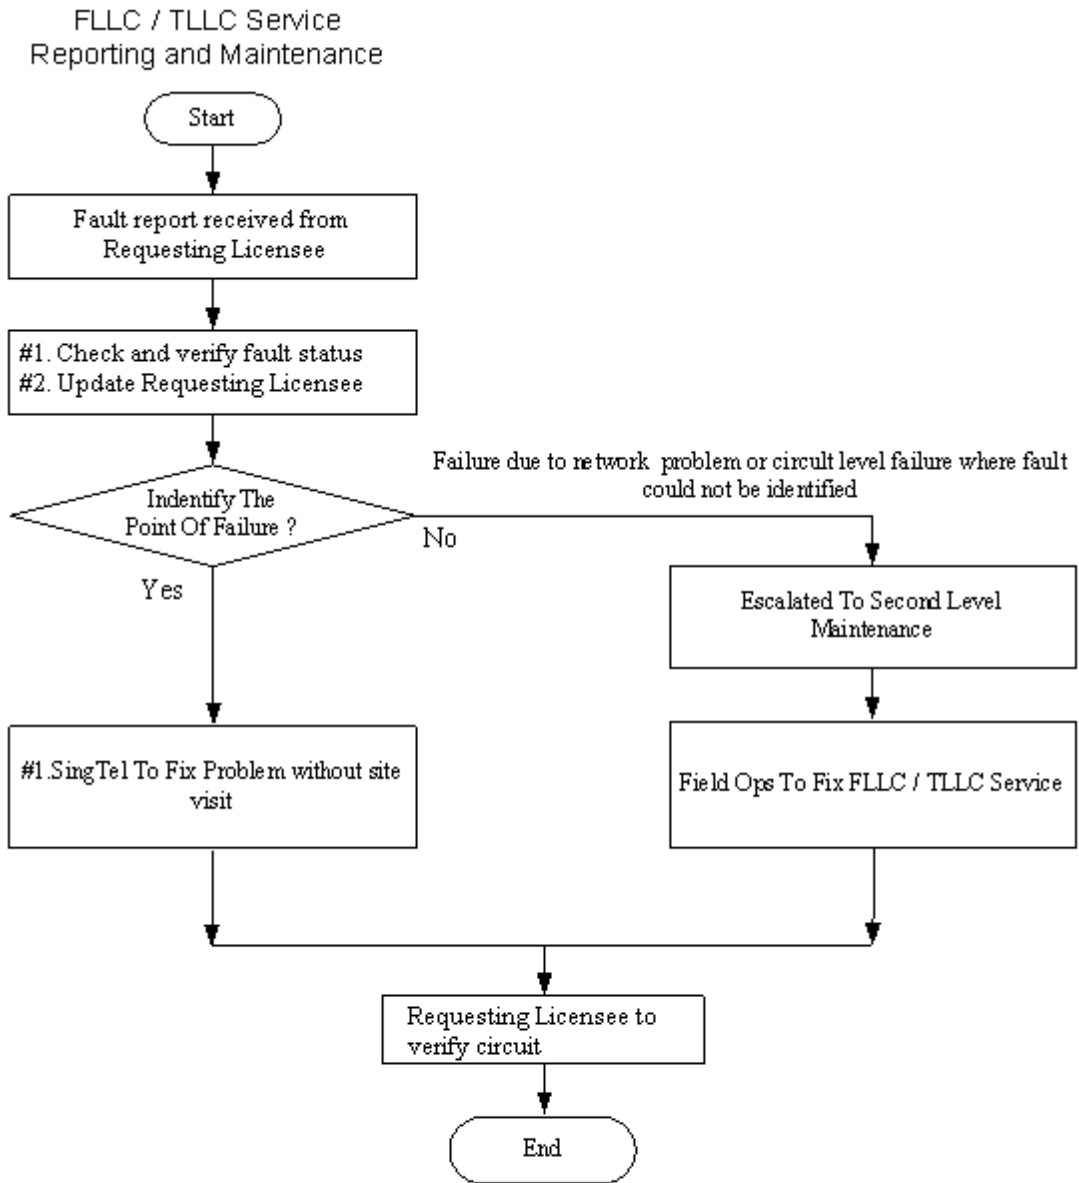 FLLC / TLLC Service
Reporting and Maintenance
Start
Fault report received from
Requesting Licensee
#1. Check and verify fault status
#2. Update Requesting Licensee
Failure due to network problem or circult level failure where fault
could not be identified
Indentify The
Point Of Failure ?
No
Yes
Escalated To Second Level
Maintenance
#1.SingTel To Fix Problem without site
visit
Field Ops To Fix FLLC / TLLC Service
Requesting Licensee to
verify circuit
End